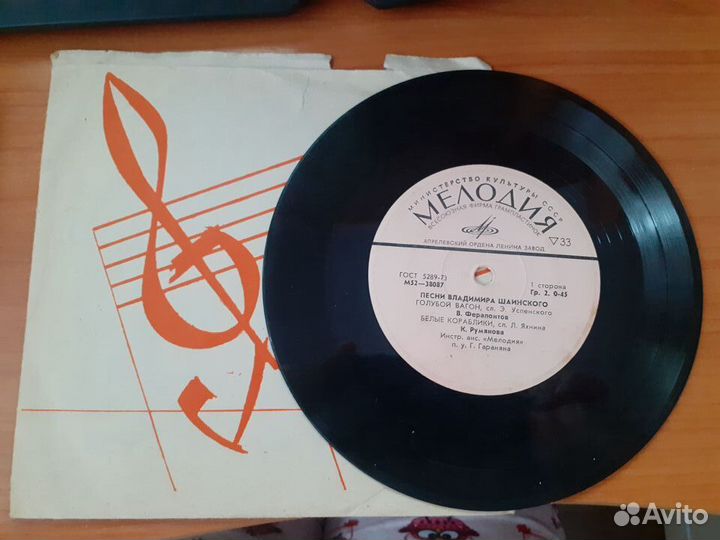 МИНИСТЕРСТВО КУЛЬТУРЫ СССР
МЕЛОДИЯ
ВСЕСОЮЗНАЯ ФИРМА ГРАМПЛАСТИНОК
33
АПРЕЛЕВСКИЙ ОРДЕНА ЛЕНИНА ЗАВОД
ГОСТ 5289-73
М52—38087
1 сторона
Гр. 2. 0-45
ПЕСНИ ВЛАДИМИРА ШАИНСКОГО
ГОЛУБОЙ ВАГОН, сл. Э. Успенского
В. Ферапонтов
БЕЛЫЕ КОРАБЛИКИ, сл. Л. Яхнина
К. Румянова
Инстр. анс. «Мелодия»
п. у. Г. Гараняна
Avito